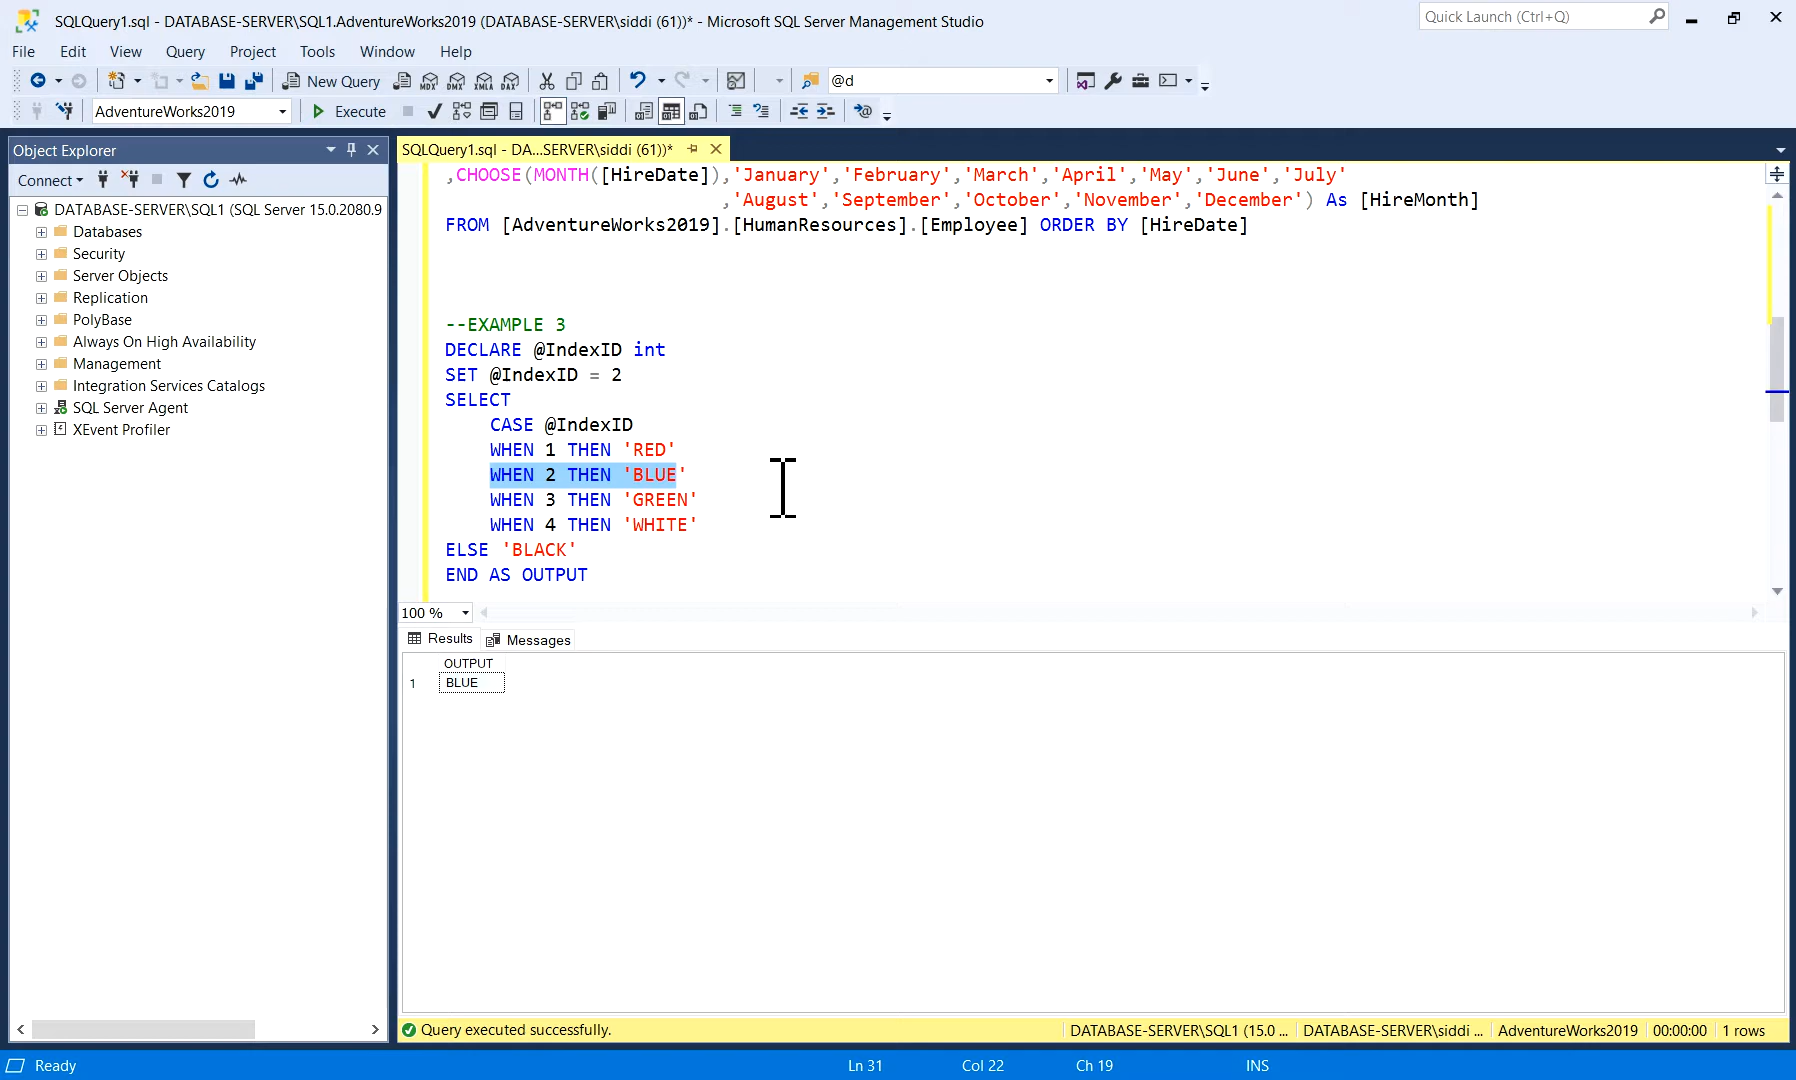 SQLQuery1.sql - DATABASE-SERVER\SQL1.AdventureWorks2019 (DATABASE-SERVER\siddi (61))* - Microsoft SQL Server Management Studio
Quick Launch (Ctrl+Q)
File Edit View Query Project Tools Window Help
New Query
MDX DMX XMLA DAX
@d
AdventureWorks2019
Execute
Object Explorer
SQLQuery1.sql - DA...SERVER\siddi (61))*
Connect
DATABASE-SERVER\SQL1 (SQL Server 15.0.2080.9
Databases
Security
Server Objects
Replication
PolyBase
Always On High Availability
Management
Integration Services Catalogs
SQL Server Agent
XEvent Profiler
,CHOOSE(MONTH([HireDate]),'January','February','March','April','May','June','July'
,'August','September','October','November','December') As [HireMonth]
FROM [AdventureWorks2019].[HumanResources].[Employee] ORDER BY [HireDate]
--EXAMPLE 3
DECLARE @IndexID int
SET @IndexID = 2
SELECT
CASE @IndexID
WHEN 1 THEN 'RED'
WHEN 2 THEN 'BLUE'
WHEN 3 THEN 'GREEN'
WHEN 4 THEN 'WHITE'
ELSE 'BLACK'
END AS OUTPUT
100 %
Results Messages
OUTPUT
1 BLUE
Query executed successfully.
DATABASE-SERVER\SQL1 (15.0 ... DATABASE-SERVER\siddi ... AdventureWorks2019 00:00:00 1 rows
Ready Ln 31 Col 22 Ch 19 INS